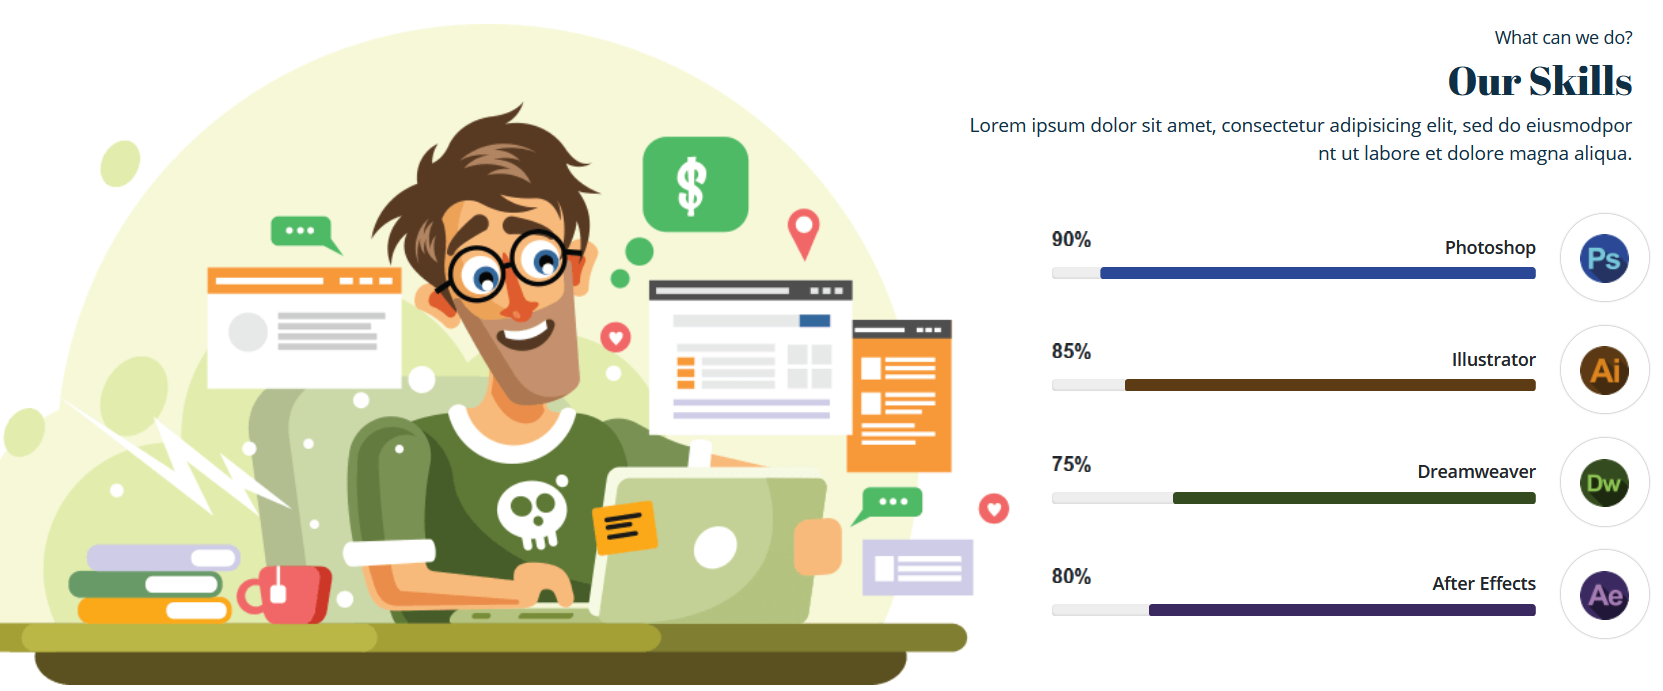 What can we do?
Our Skills
Lorem ipsum dolor sit amet, consectetur adipisicing elit, sed do eiusmodpor
nt ut labore et dolore magna aliqua.
90%
Photoshop
Ps
85%
Illustrator
Ai
75%
Dreamweaver
Dw
80%
After Effects
Ae
$